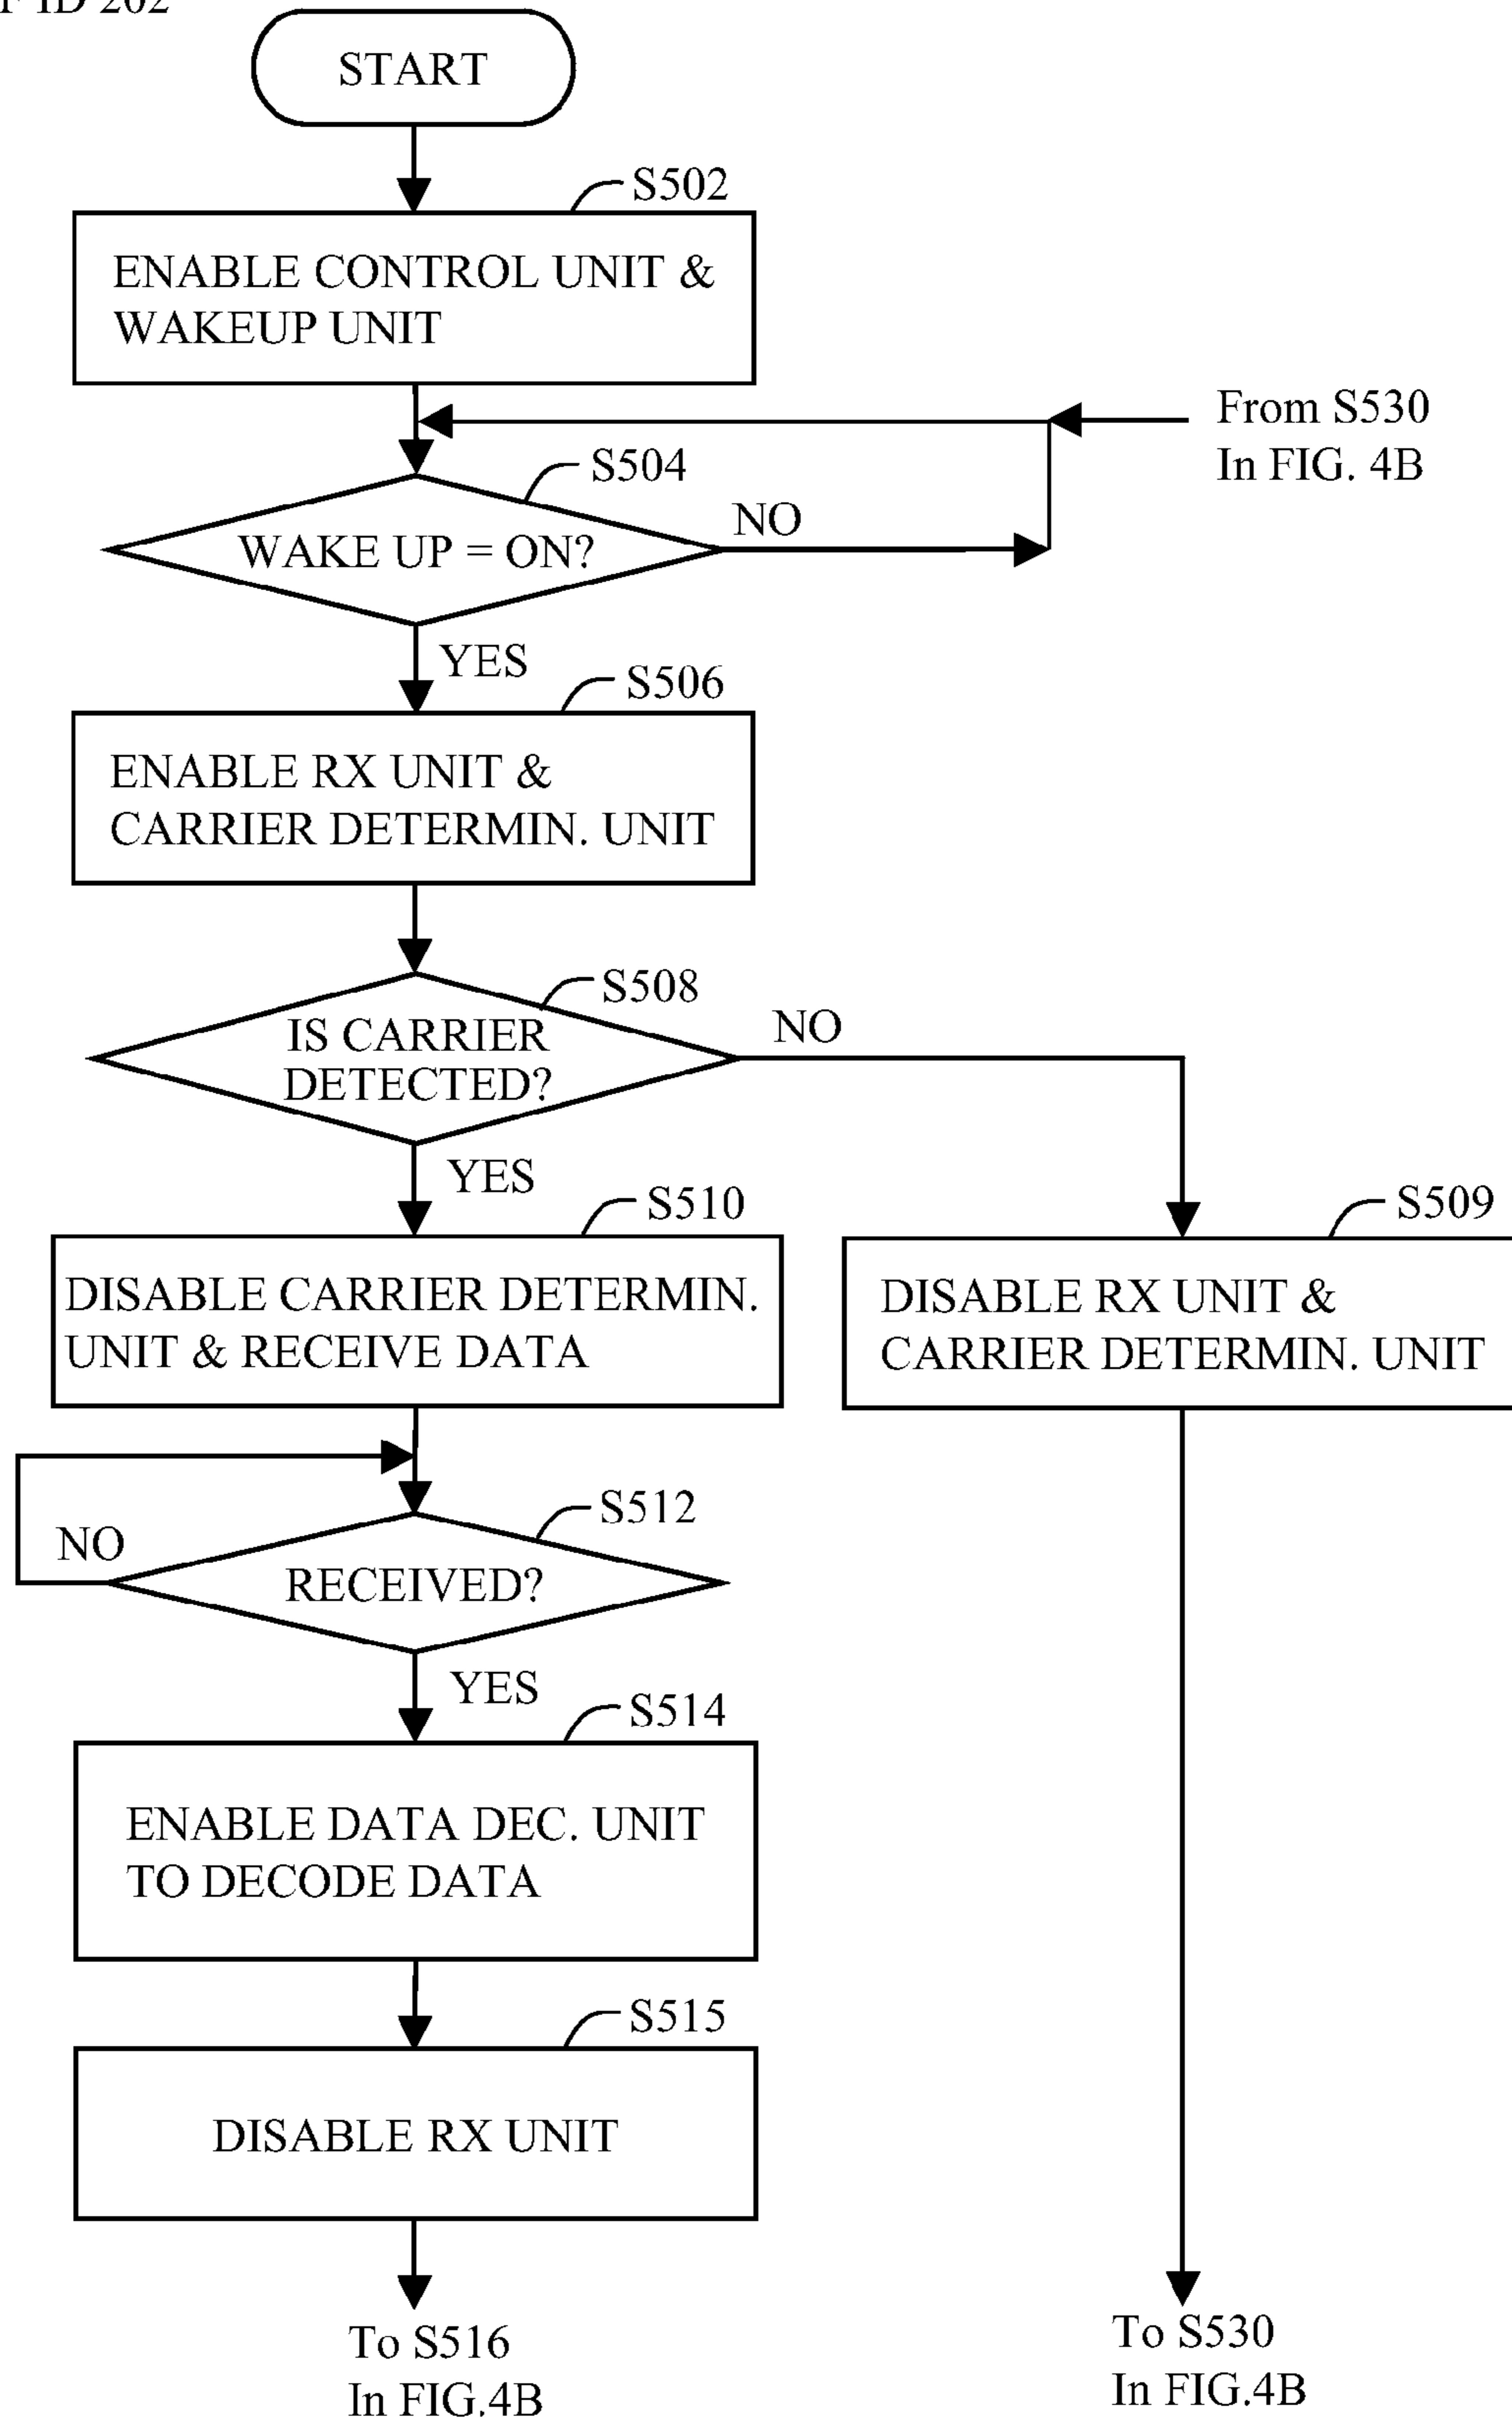 START
S502
ENABLE CONTROL UNIT &
WAKEUP UNIT
From S530
In FIG. 4B
S504
WAKE UP = ON?
NO
YES
S506
ENABLE RX UNIT &
CARRIER DETERMIN. UNIT
S508
IS CARRIER
DETECTED?
NO
YES
S510
DISABLE CARRIER DETERMIN.
UNIT & RECEIVE DATA
S509
DISABLE RX UNIT &
CARRIER DETERMIN. UNIT
S512
NO
RECEIVED?
YES
S514
ENABLE DATA DEC. UNIT
TO DECODE DATA
S515
DISABLE RX UNIT
To S516
In FIG.4B
To S530
In FIG.4B